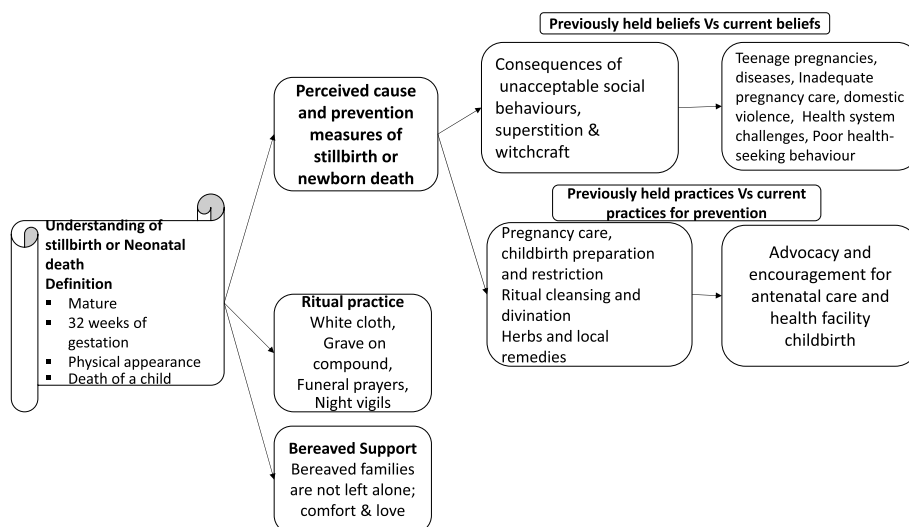 Previously held beliefs Vs current beliefs
Consequences of
unacceptable social
behaviours,
superstition &
witchcraft
Teenage pregnancies,
diseases, Inadequate
pregnancy care, domestic
violence, Health system
challenges, Poor health-
seeking behaviour
Perceived cause
and prevention
measures of
stillbirth or
newborn death
Previously held practices Vs current
practices for prevention
Pregnancy care,
childbirth preparation
and restriction
Ritual cleansing and
divination
Herbs and local
remedies
Advocacy and
encouragement for
antenatal care and
health facility
childbirth
Understanding of
stillbirth or Neonatal
death
Definition
▪ Mature
▪ 32 weeks of
gestation
▪ Physical appearance
▪ Death of a child
Ritual practice
White cloth,
Grave on
compound,
Funeral prayers,
Night vigils
Bereaved Support
Bereaved families
are not left alone;
comfort & love